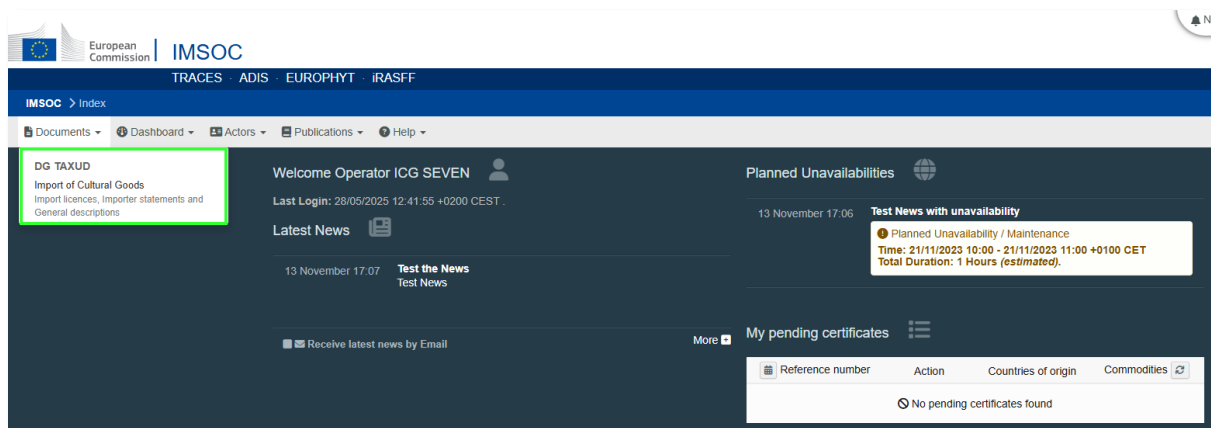 N
European
Commission
IMSOC
TRACES · ADIS · EUROPHYT · iRASFF
IMSOC > Index
Documents Dashboard Actors Publications Help
DG TAXUD
Import of Cultural Goods
Import licences, Importer statements and
General descriptions
Welcome Operator ICG SEVEN
Last Login: 28/05/2025 12:41:55 +0200 CEST .
Latest News
13 November 17:07 Test the News
Test News
Receive latest news by Email
More
Planned Unavailabilities
13 November 17:06 Test News with unavailability
Planned Unavailability / Maintenance
Time: 21/11/2023 10:00 - 21/11/2023 11:00 +0100 CET
Total Duration: 1 Hours (estimated).
My pending certificates
Reference number Action Countries of origin Commodities
No pending certificates found